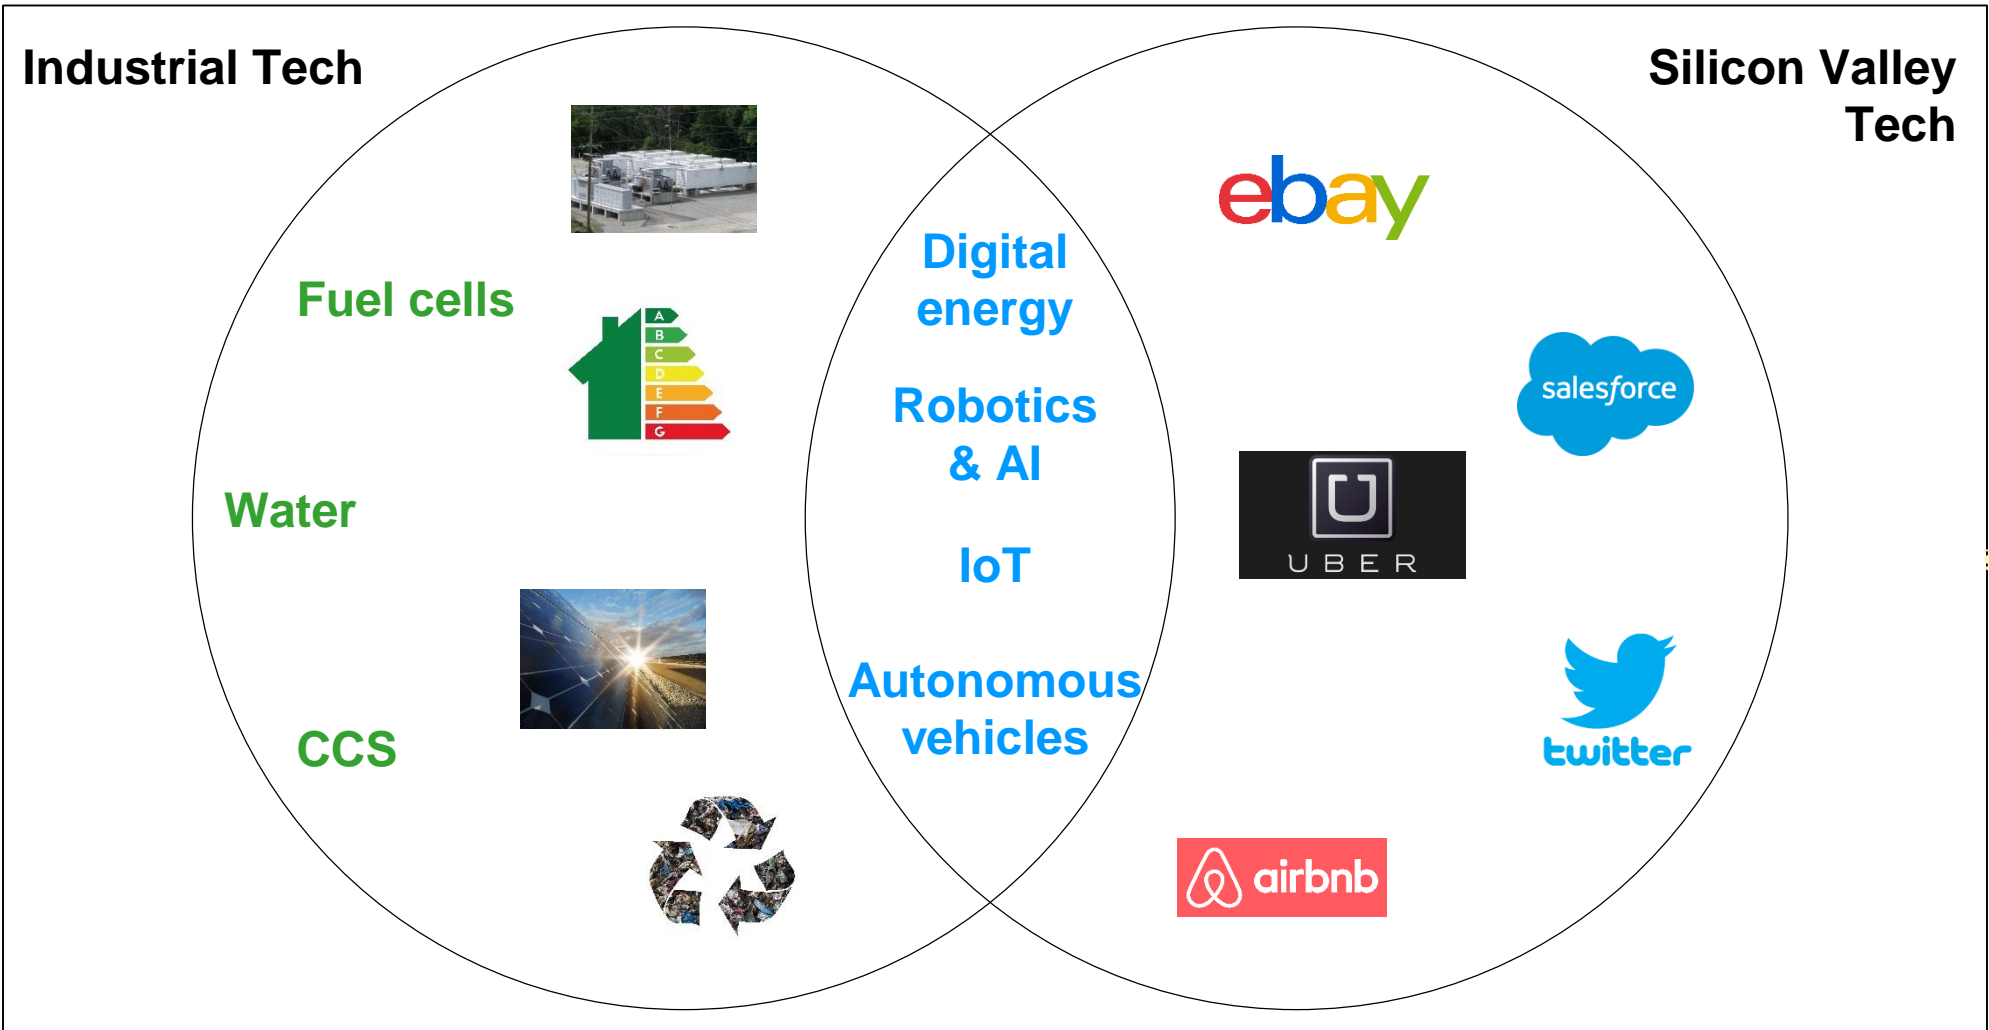 Industrial Tech
Silicon Valley
Tech
Fuel cells
A
B
C
D
E
F
G
Water
CCS
Digital
energy
Robotics
& AI
IoT
Autonomous
vehicles
ebay
salesforce
U
UBER
twitter
airbnb